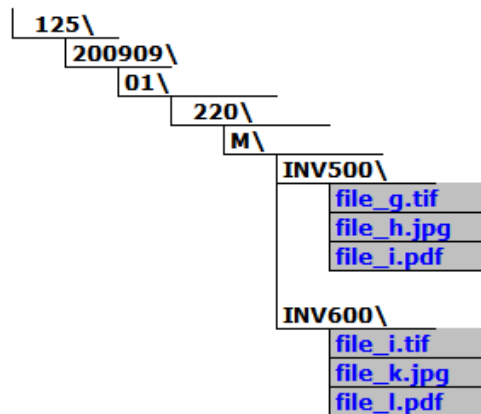 125\
200909\
01\
220\
M\
INV500\
file_g.tif
file_h.jpg
file_i.pdf
INV600\
file_i.tif
file_k.jpg
file_l.pdf